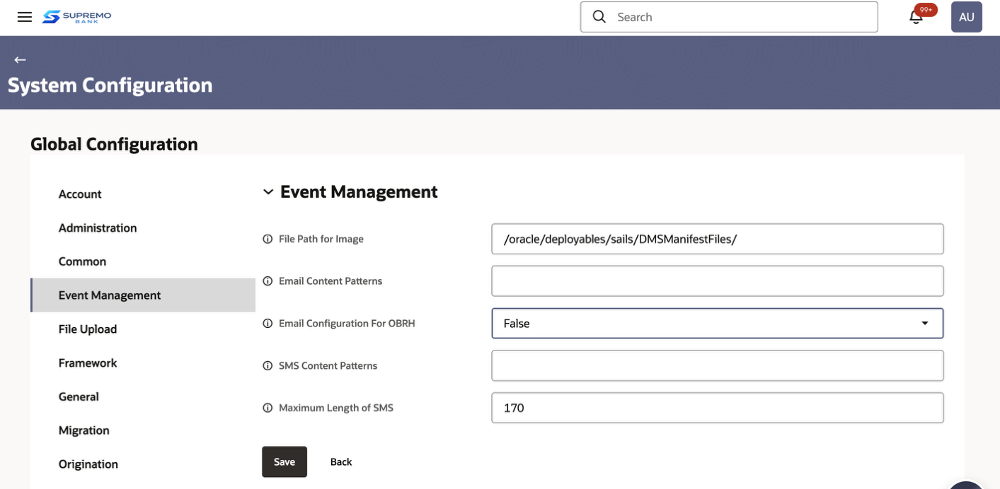 SUPREMO
BANK
Search
99+
AU
System Configuration
Global Configuration
Account
Administration
Common
Event Management
File Upload
Framework
General
Migration
Origination
Event Management
File Path for Image
/oracle/deployables/sails/DMSManifestFiles/
Email Content Patterns
Email Configuration For OBRH
False
SMS Content Patterns
Maximum Length of SMS
170
Save
Back